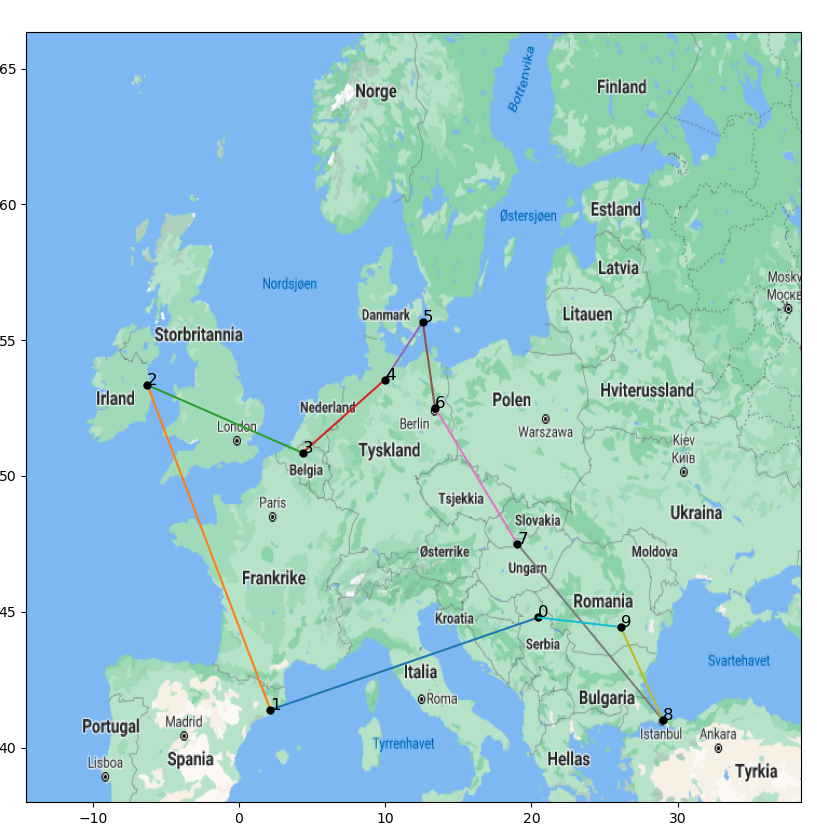 65
60
55
50
45
40
−10
0
10
20
30
Bottenvika
Norge
Finland
Østersjøen
Estland
Latvia
Nordsjøen
Mosky
Москв
Danmark
5
Litauen
Storbritannia
2
4
Irland
Nederland
6
Polen
Hviterussland
London
3
Berlin
Warszawa
Kiev
Київ
Tyskland
Belgia
Paris
Tsjekkia
Slovakia
Ukraina
7
Østerrike
Moldova
Frankrike
Ungarn
Romania
0
9
Kroatia
Serbia
Svartehavet
Italia
Roma
1
Bulgaria
8
Portugal
Madrid
Istanbul
Ankara
Tyrrenhavet
Lisboa
Spania
Hellas
Tyrkia